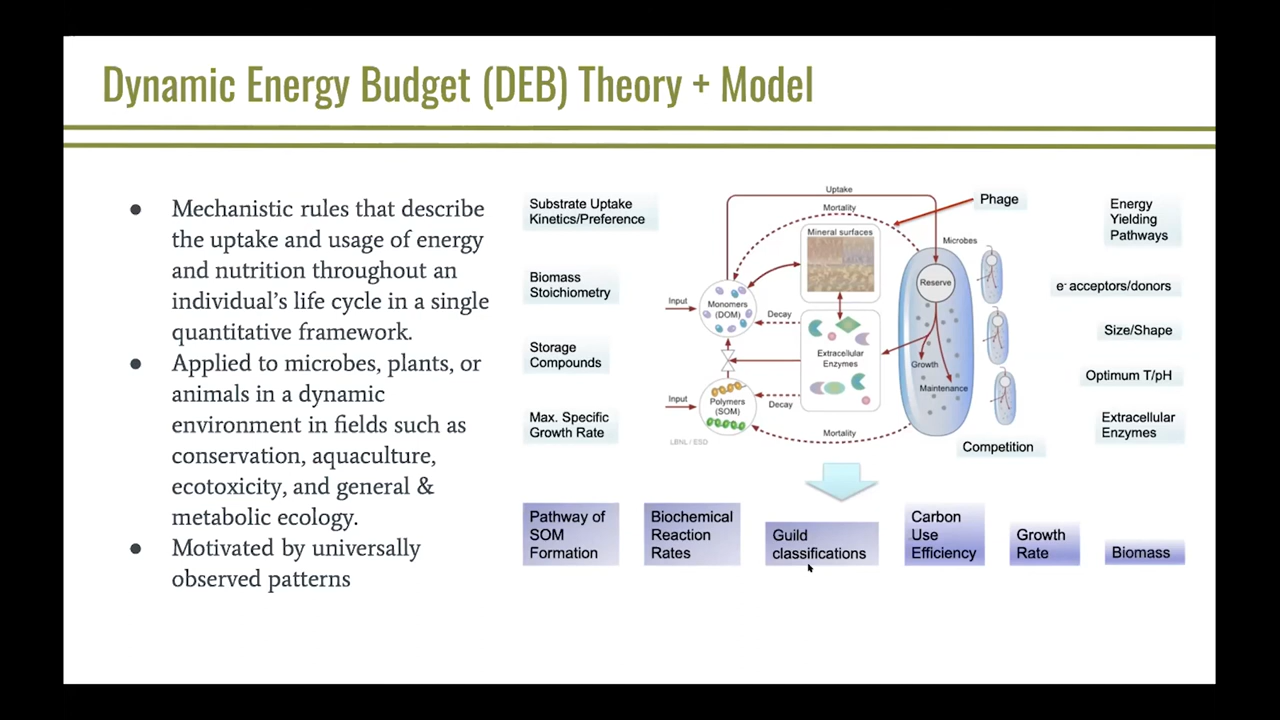 Dynamic Energy Budget (DEB) Theory + Model
● Mechanistic rules that describe
the uptake and usage of energy
and nutrition throughout an
individual's life cycle in a single
quantitative framework.
● Applied to microbes, plants, or
animals in a dynamic
environment in fields such as
conservation, aquaculture,
ecotoxicity, and general &
metabolic ecology.
● Motivated by universally
observed patterns
Substrate Uptake
Kinetics/Preference
Biomass
Stoichiometry
Storage
Compounds
Max. Specific
Growth Rate
Uptake
Mortality
Mineral surfaces
Microbes
Reserve
Input
Monomers
(DOM)
Decay
Extracellular
Enzymes
Growth
Maintenance
Input
Polymers
(SOM)
Decay
Mortality
LBNL / ESD
Phage
Competition
Energy
Yielding
Pathways
e- acceptors/donors
Size/Shape
Optimum T/pH
Extracellular
Enzymes
Pathway of
SOM
Formation
Biochemical
Reaction
Rates
Guild
classifications
Carbon
Use
Efficiency
Growth
Rate
Biomass